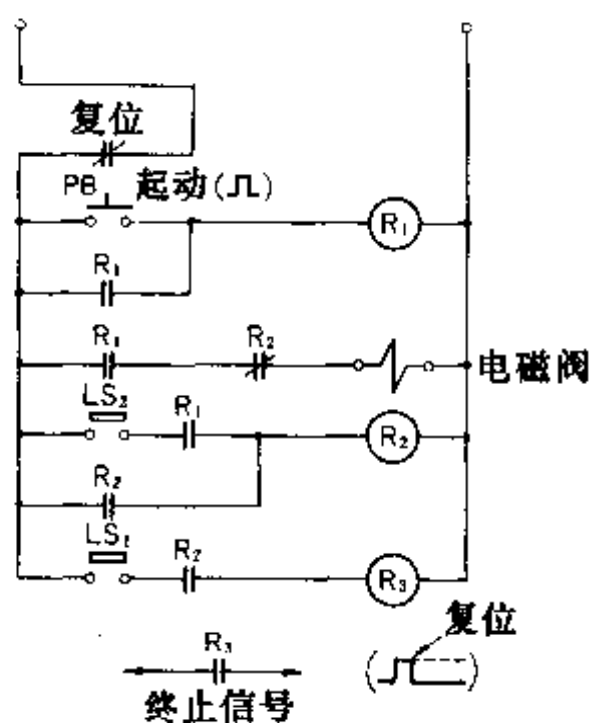 复位
PB 起动(⎍)
R₁
R₁
R₁ R₂
电磁阀
LS₂ R₁
R₂
R₂
LS₁ R₂
R₃
R₃
复位
终止信号